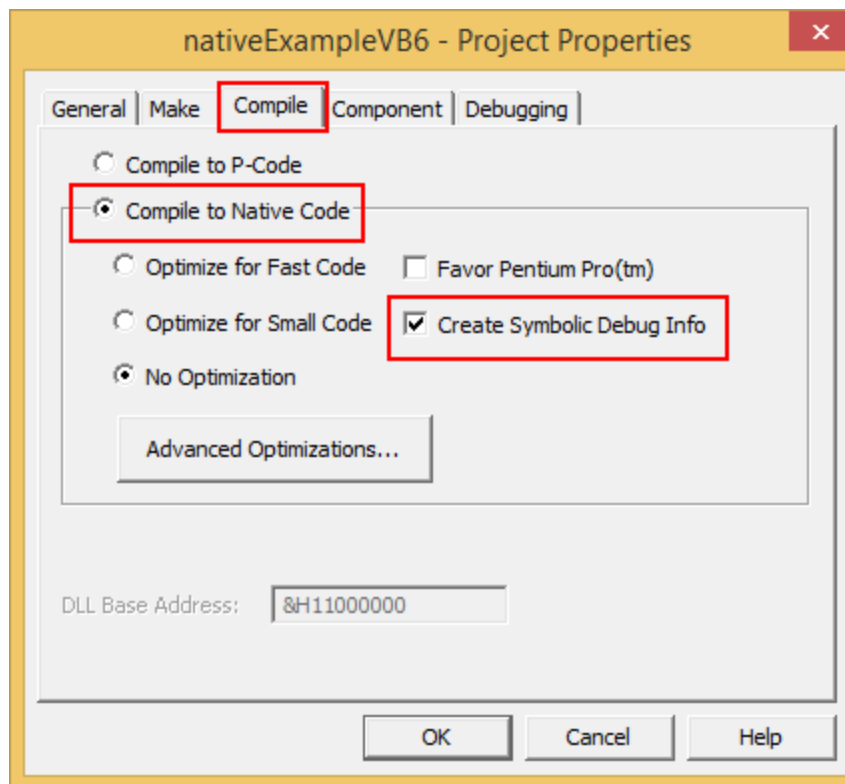 nativeExampleVB6 - Project Properties
General Make Compile Component Debugging
Compile to P-Code
Compile to Native Code
Optimize for Fast Code Favor Pentium Pro(tm)
Optimize for Small Code Create Symbolic Debug Info
No Optimization
Advanced Optimizations...
DLL Base Address: &H11000000
OK Cancel Help